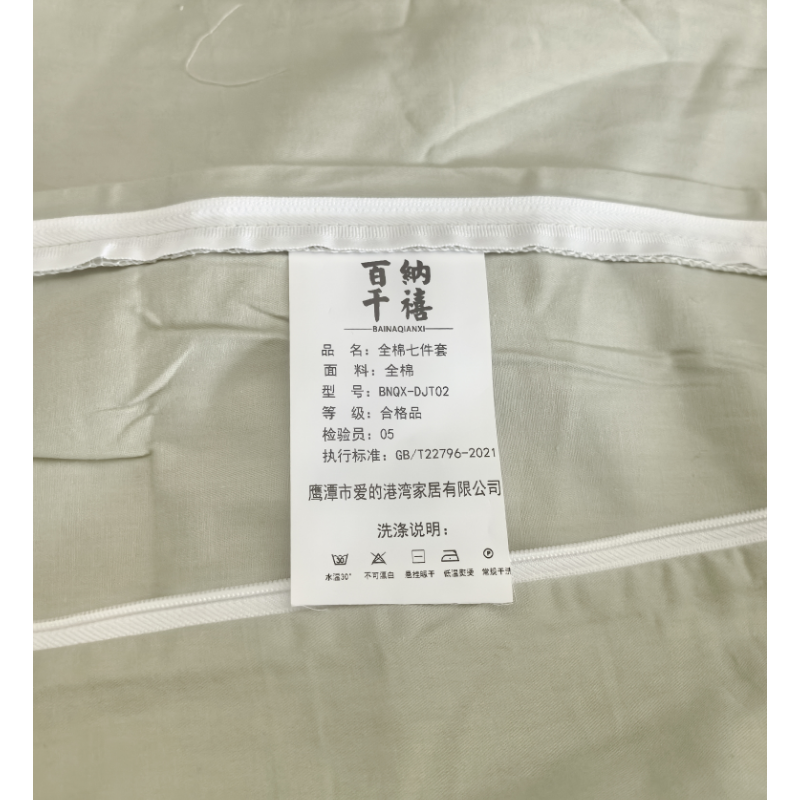 百納
千禧
BAINAQIANXI
品 名：全棉七件套
面 料：全棉
型 号：BNQX-DJT02
等 级：合格品
检验员：05
执行标准：GB/T22796-2021
鹰潭市爱的港湾家居有限公司
洗涤说明：
水温30° 不可漂白 悬挂晾干 低温熨烫 常规干洗